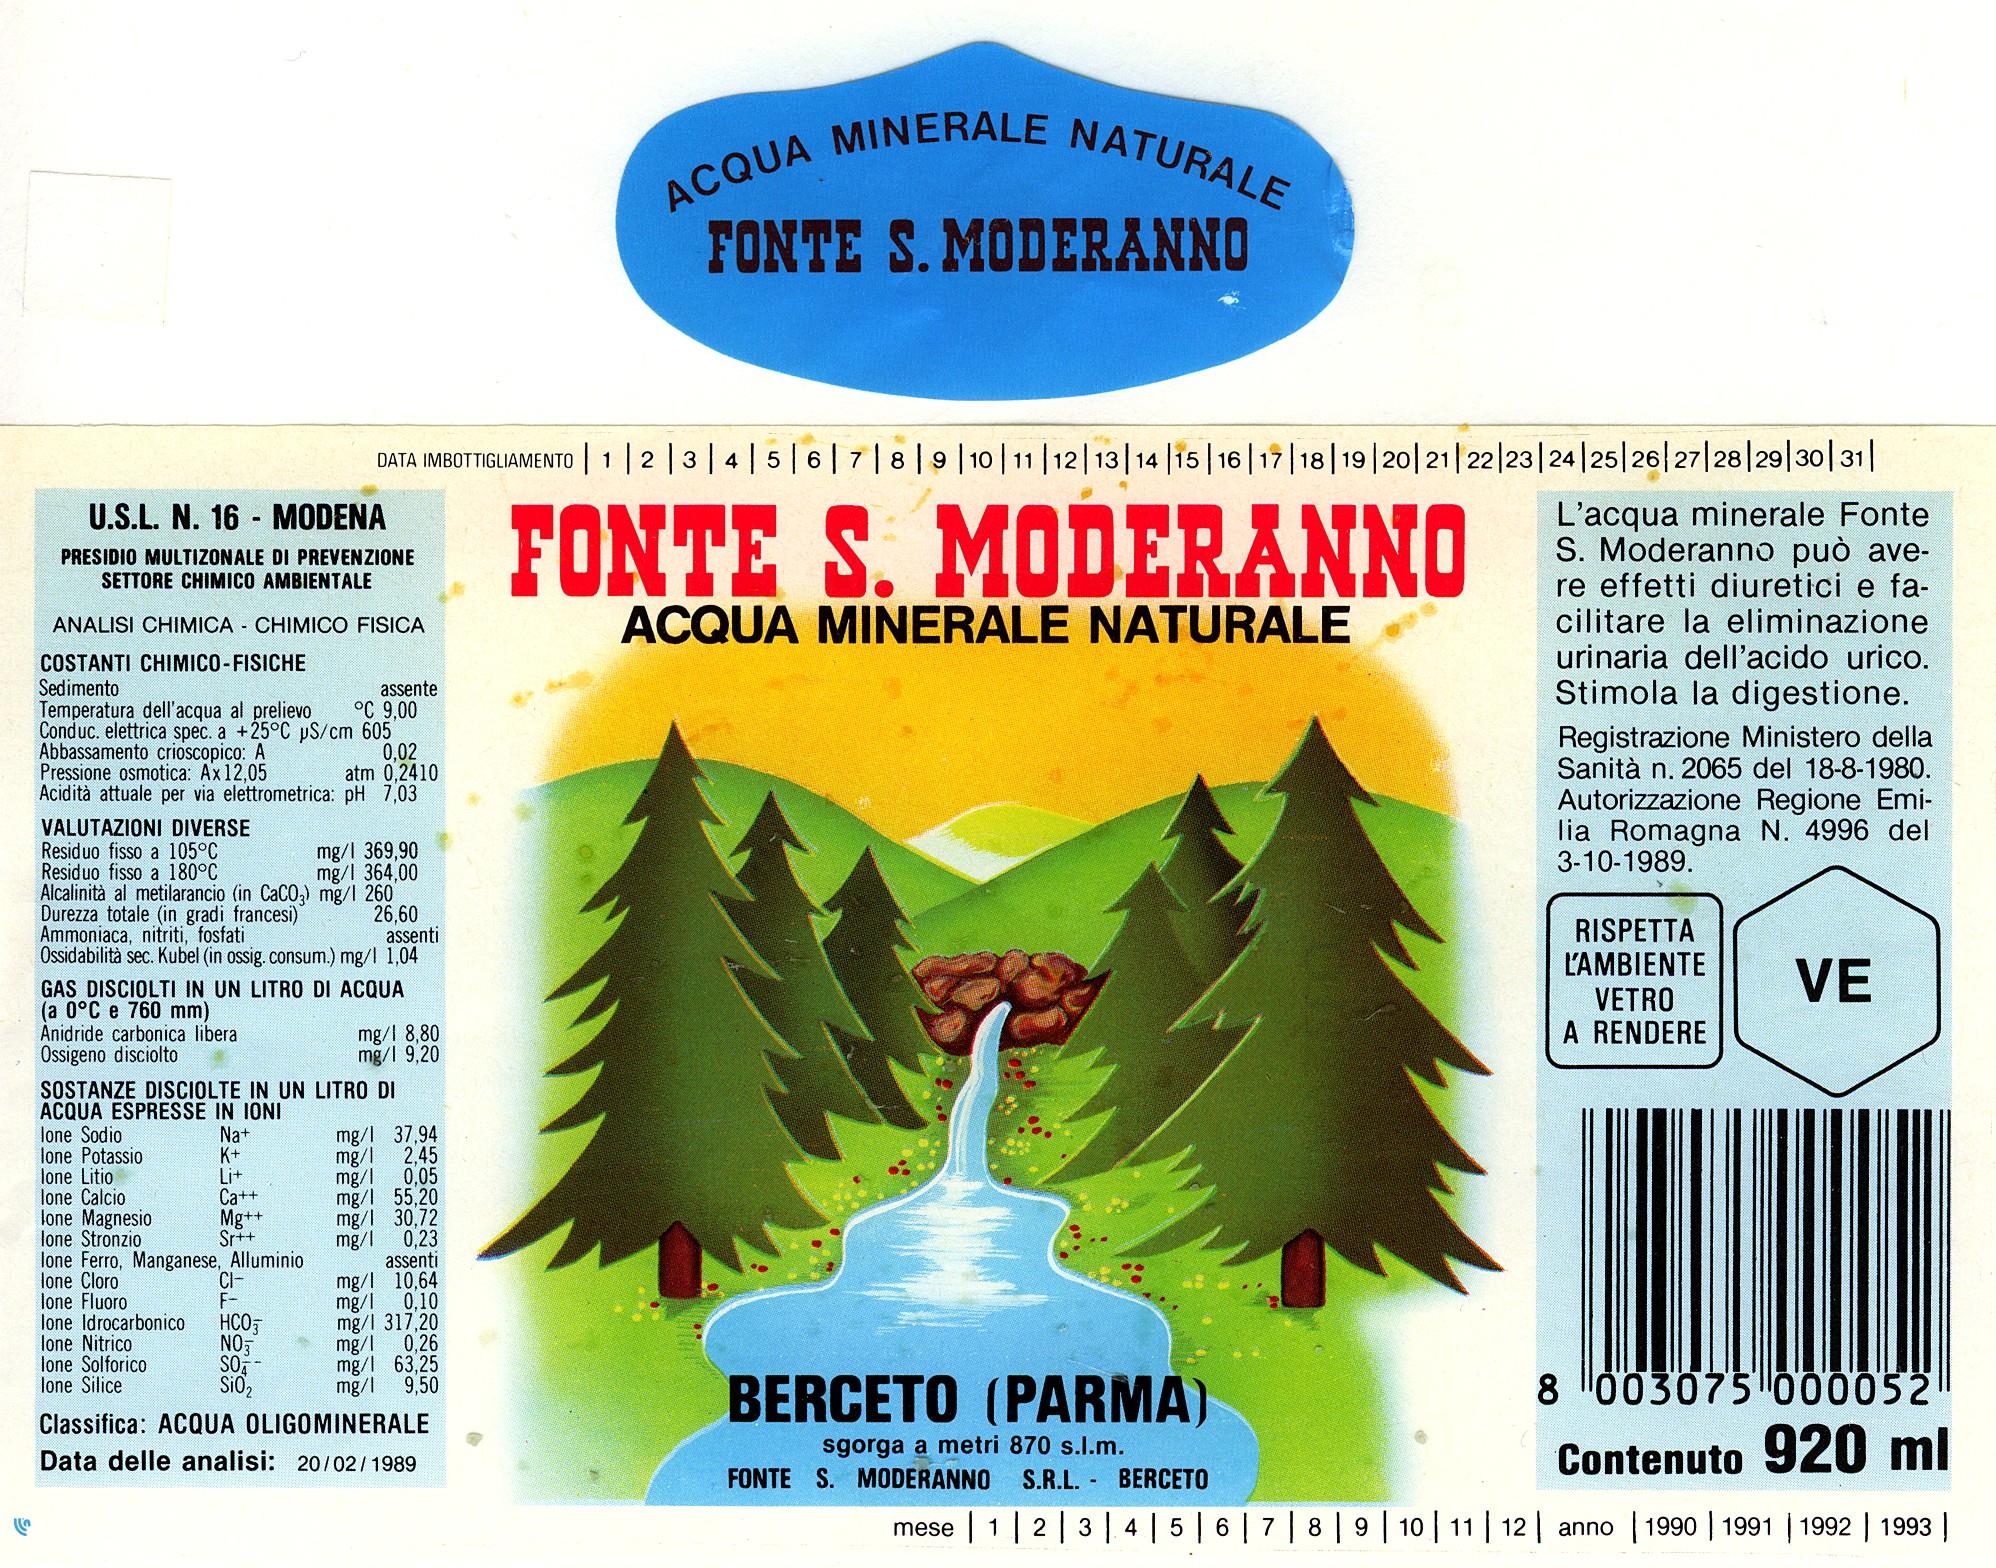 ACQUA MINERALE NATURALE
FONTE S. MODERANNO
DATA IMBOTTIGLIAMENTO | 1 | 2 | 3 | 4 | 5 | 6 | 7 | 8 | 9 | 10 | 11 | 12 | 13 | 14 | 15 | 16 | 17 | 18 | 19 | 20 | 21 | 22 | 23 | 24 | 25 | 26 | 27 | 28 | 29 | 30 | 31 |
U.S.L. N. 16 - MODENA
PRESIDIO MULTIZONALE DI PREVENZIONE
SETTORE CHIMICO AMBIENTALE
ANALISI CHIMICA - CHIMICO FISICA
COSTANTI CHIMICO-FISICHE
Sedimento assente
Temperatura dell'acqua al prelievo °C 9,00
Conduc. elettrica spec. a +25°C µS/cm 605
Abbassamento crioscopico: A 0,02
Pressione osmotica: Ax12,05 atm 0,2410
Acidità attuale per via elettrometrica: pH 7,03
VALUTAZIONI DIVERSE
Residuo fisso a 105°C mg/l 369,90
Residuo fisso a 180°C mg/l 364,00
Alcalinità al metilarancio (in CaCO₃) mg/l 260
Durezza totale (in gradi francesi) 26,60
Ammoniaca, nitriti, fosfati assenti
Ossidabilità sec. Kubel (in ossig. consum.) mg/l 1,04
GAS DISCIOLTI IN UN LITRO DI ACQUA
(a 0°C e 760 mm)
Anidride carbonica libera mg/l 8,80
Ossigeno disciolto mg/l 9,20
SOSTANZE DISCIOLTE IN UN LITRO DI
ACQUA ESPRESSE IN IONI
Ione Sodio Na+ mg/l 37,94
Ione Potassio K+ mg/l 2,45
Ione Litio Li+ mg/l 0,05
Ione Calcio Ca++ mg/l 55,20
Ione Magnesio Mg++ mg/l 30,72
Ione Stronzio Sr++ mg/l 0,23
Ione Ferro, Manganese, Alluminio assenti
Ione Cloro Cl− mg/l 10,64
Ione Fluoro F− mg/l 0,10
Ione Idrocarbonico HCO₃− mg/l 317,20
Ione Nitrico NO₃− mg/l 0,26
Ione Solforico SO₄−− mg/l 63,25
Ione Silice SiO₂ mg/l 9,50
Classifica: ACQUA OLIGOMINERALE
Data delle analisi: 20/02/1989
FONTE S. MODERANNO
ACQUA MINERALE NATURALE
BERCETO (PARMA)
sgorga a metri 870 s.l.m.
FONTE S. MODERANNO S.R.L. - BERCETO
L'acqua minerale Fonte
S. Moderanno può ave-
re effetti diuretici e fa-
cilitare la eliminazione
urinaria dell'acido urico.
Stimola la digestione.
Registrazione Ministero della
Sanità n. 2065 del 18-8-1980.
Autorizzazione Regione Emi-
lia Romagna N. 4996 del
3-10-1989.
RISPETTA
L'AMBIENTE
VETRO
A RENDERE
VE
8 003075 000052
Contenuto 920 ml
mese | 1 | 2 | 3 | 4 | 5 | 6 | 7 | 8 | 9 | 10 | 11 | 12 | anno | 1990 | 1991 | 1992 | 1993 |